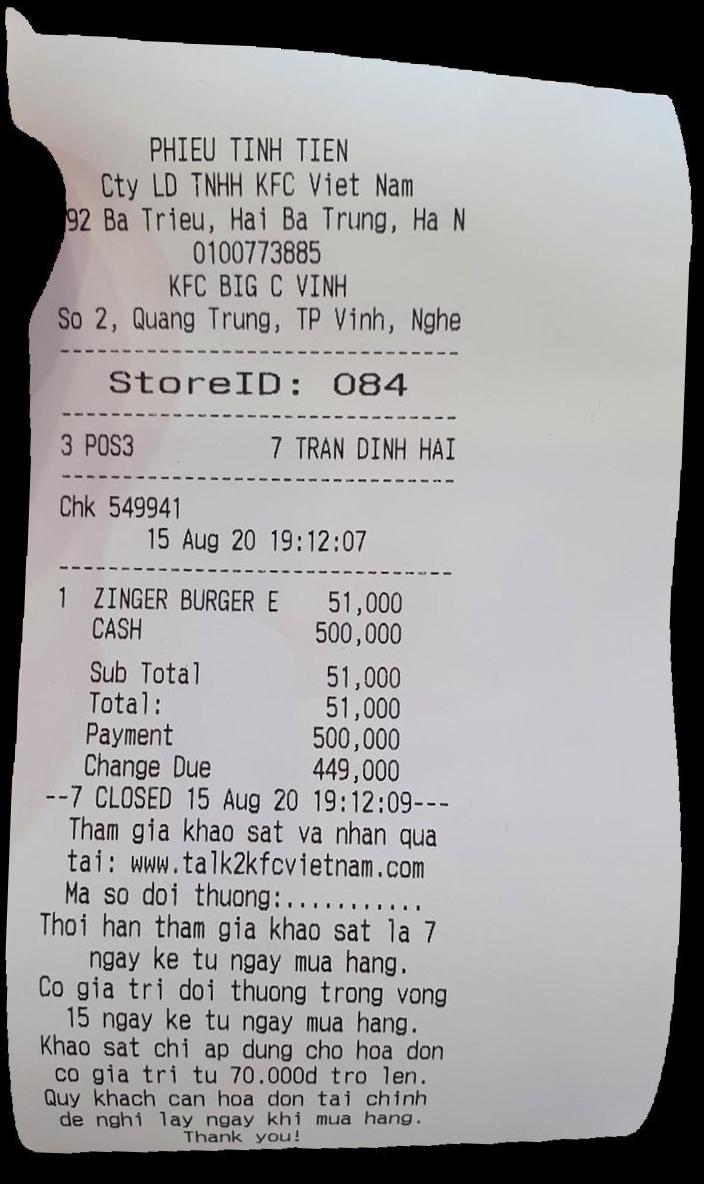 PHIEU TINH TIEN
Cty LD TNHH KFC Viet Nam
92 Ba Trieu, Hai Ba Trung, Ha N
0100773885
KFC BIG C VINH
So 2, Quang Trung, TP Vinh, Nghe
--------------------------------
StoreID: 084
--------------------------------
3 POS3 7 TRAN DINH HAI
--------------------------------
Chk 549941
15 Aug 20 19:12:07
--------------------------------
1 ZINGER BURGER E 51,000
CASH 500,000
Sub Total 51,000
Total: 51,000
Payment 500,000
Change Due 449,000
--7 CLOSED 15 Aug 20 19:12:09---
Tham gia khao sat va nhan qua
tai: www.talk2kfcvietnam.com
Ma so doi thuong:...........
Thoi han tham gia khao sat la 7
ngay ke tu ngay mua hang.
Co gia tri doi thuong trong vong
15 ngay ke tu ngay mua hang.
Khao sat chi ap dung cho hoa don
co gia tri tu 70.000d tro len.
Quy khach can hoa don tai chinh
de nghi lay ngay khi mua hang.
Thank you!